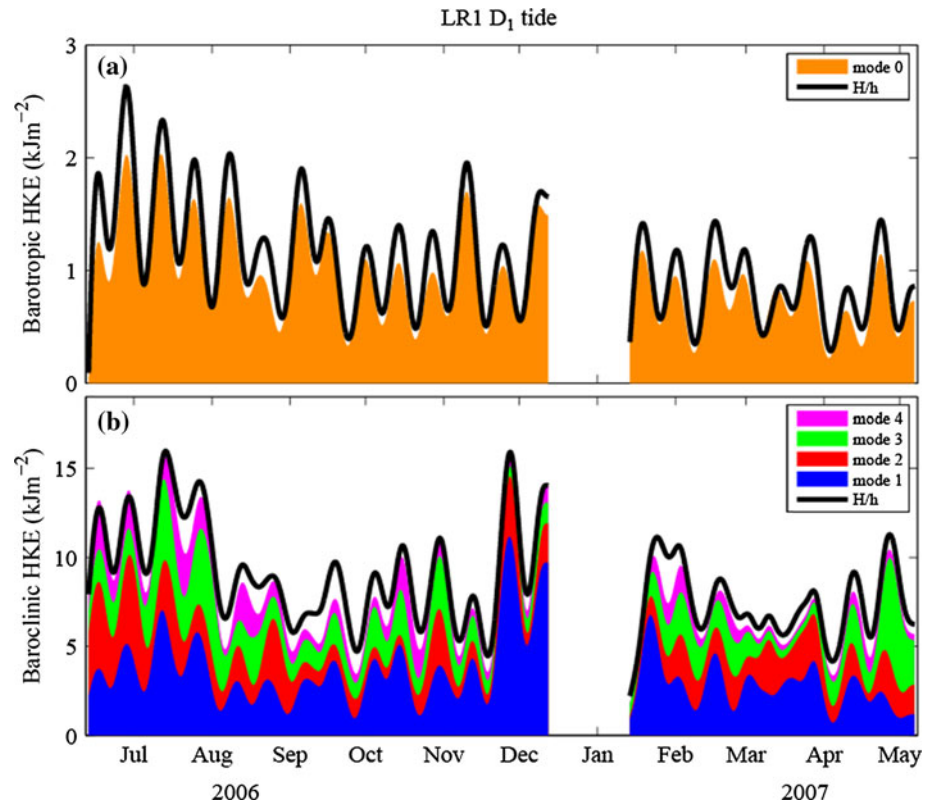 LR1 D₁ tide
(a)
Barotropic HKE (kJm⁻²)
3
2
1
0
mode 0
H/h
(b)
Baroclinic HKE (kJm⁻²)
15
10
5
0
mode 4
mode 3
mode 2
mode 1
H/h
Jul Aug Sep Oct Nov Dec Jan Feb Mar Apr May
2006 2007